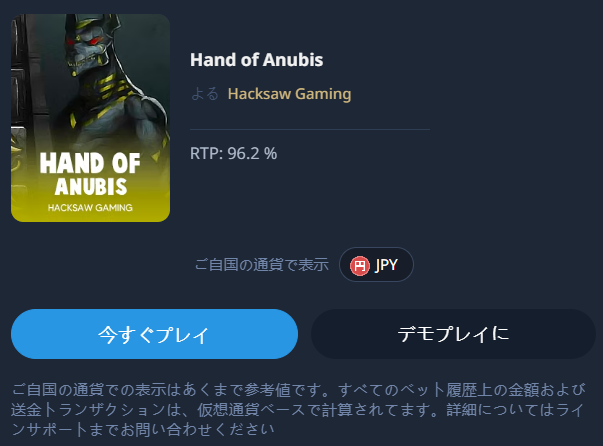 HAND OF
ANUBIS
HACKSAW GAMING
Hand of Anubis
よる Hacksaw Gaming
RTP: 96.2 %
ご自国の通貨で表示 円 JPY
今すぐプレイ デモプレイに
ご自国の通貨での表示はあくまで参考値です。すべてのベット履歴上の金額および
送金トランザクションは、仮想通貨ベースで計算されてます。詳細についてはライ
ンサポートまでお問い合わせください